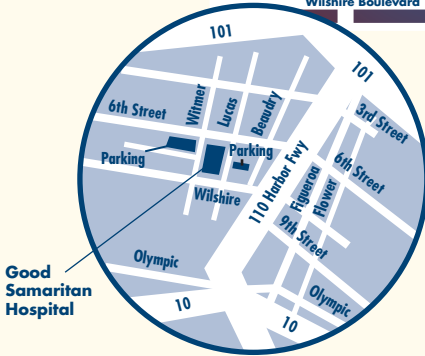 Wilshire Boulevard
101
101
Witmer
Lucas
Beaudry
6th Street
3rd Street
Parking
Parking
6th Street
110 Harbor Fwy
Figueroa
Flower
Wilshire
9th Street
Olympic
Good
Samaritan
Hospital
10
Olympic
10